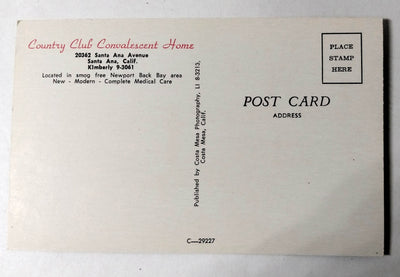 Country Club Convalescent Home
20362 Santa Ana Avenue
Santa Ana, Calif.
KImberly 9-3061
Located in smog free Newport Back Bay area
New - Modern - Complete Medical Care
Published by Costa Mesa Photography, LI 8-3213,
Costa Mesa, Calif.
PLACE
STAMP
HERE
POST CARD
ADDRESS
C—29227